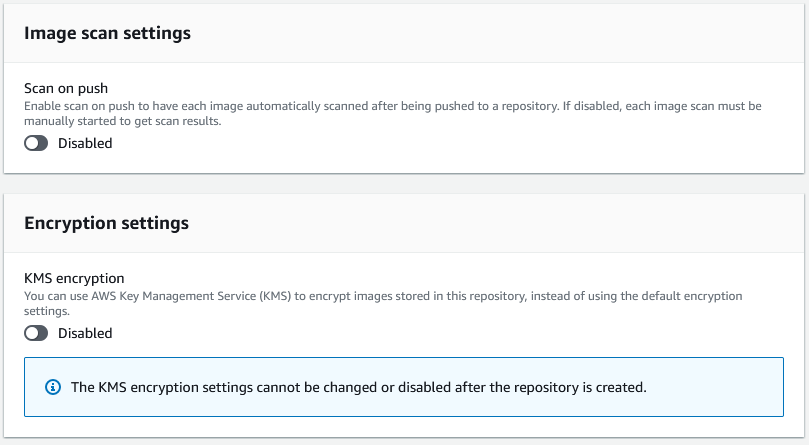 Image scan settings
Scan on push
Enable scan on push to have each image automatically scanned after being pushed to a repository. If disabled, each image scan must be
manually started to get scan results.
Disabled
Encryption settings
KMS encryption
You can use AWS Key Management Service (KMS) to encrypt images stored in this repository, instead of using the default encryption
settings.
Disabled
The KMS encryption settings cannot be changed or disabled after the repository is created.